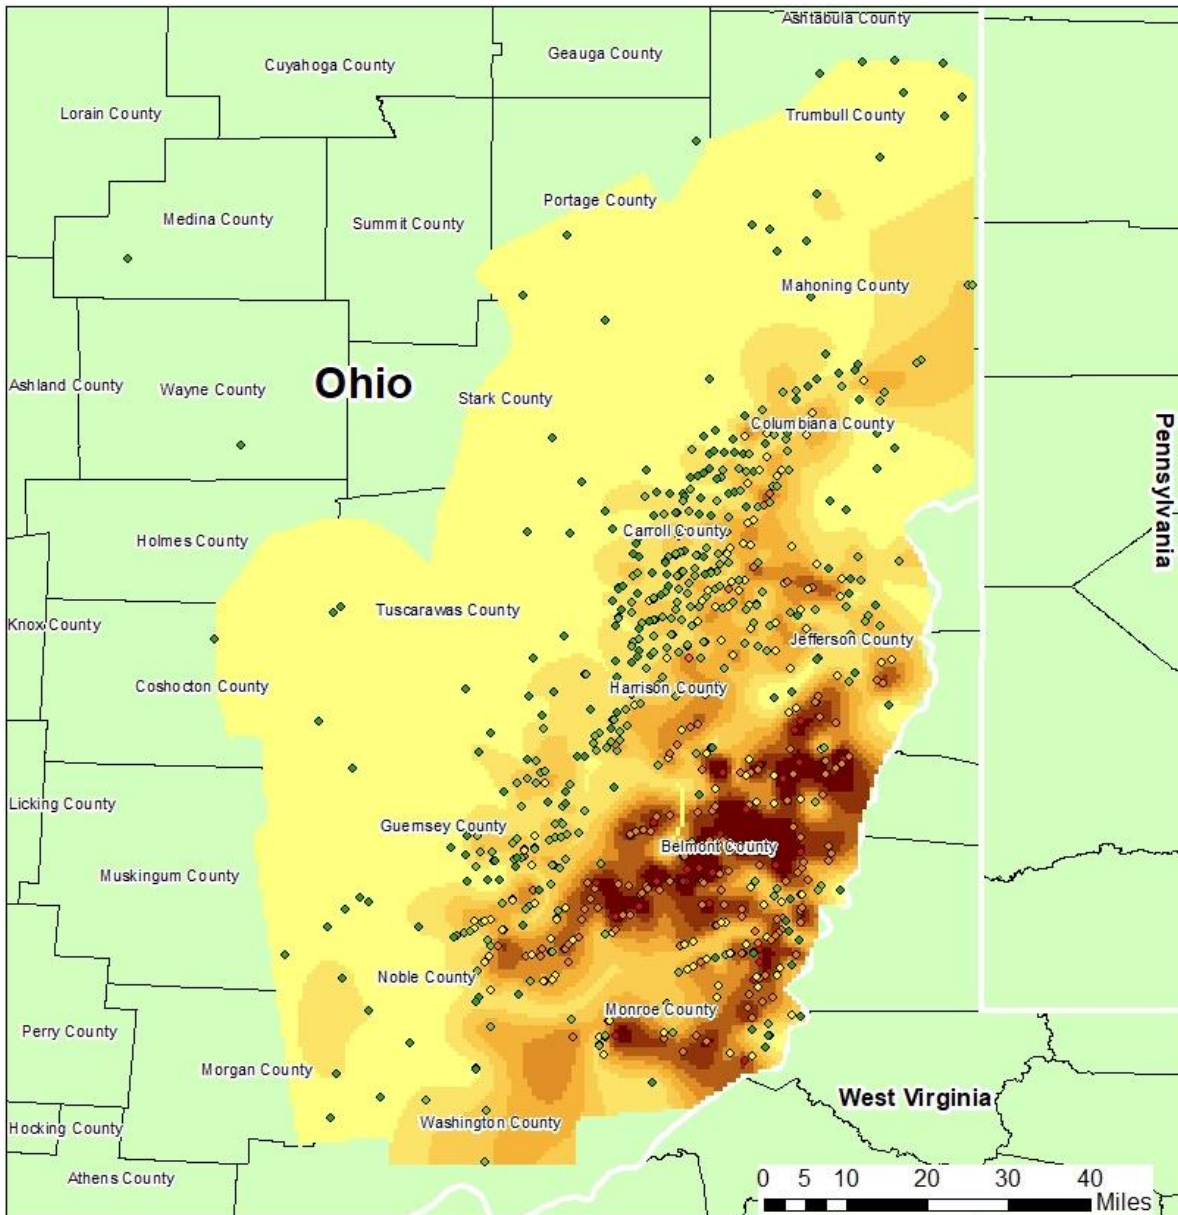 Ashtabula County
Geauga County
Cuyahoga County
Lorain County
Trumbull County
Portage County
Medina County
Summit County
Mahoning County
Ohio
Ashland County
Wayne County
Stark County
Columbiana County
Pennsylvania
Carroll County
Holmes County
Tuscarawas County
Knox County
Jefferson County
Coshocton County
Harrison County
Licking County
Guernsey County
Belmont County
Muskingum County
Noble County
Monroe County
Perry County
Morgan County
West Virginia
Washington County
Hocking County
Athens County
0 5 10 20 30 40
Miles